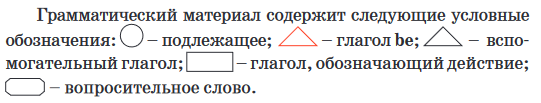 Грамматический материал содержит следующие условные
обозначения: – подлежащее; – глагол be; – вспо-
могательный глагол; – глагол, обозначающий действие;
– вопросительное слово.